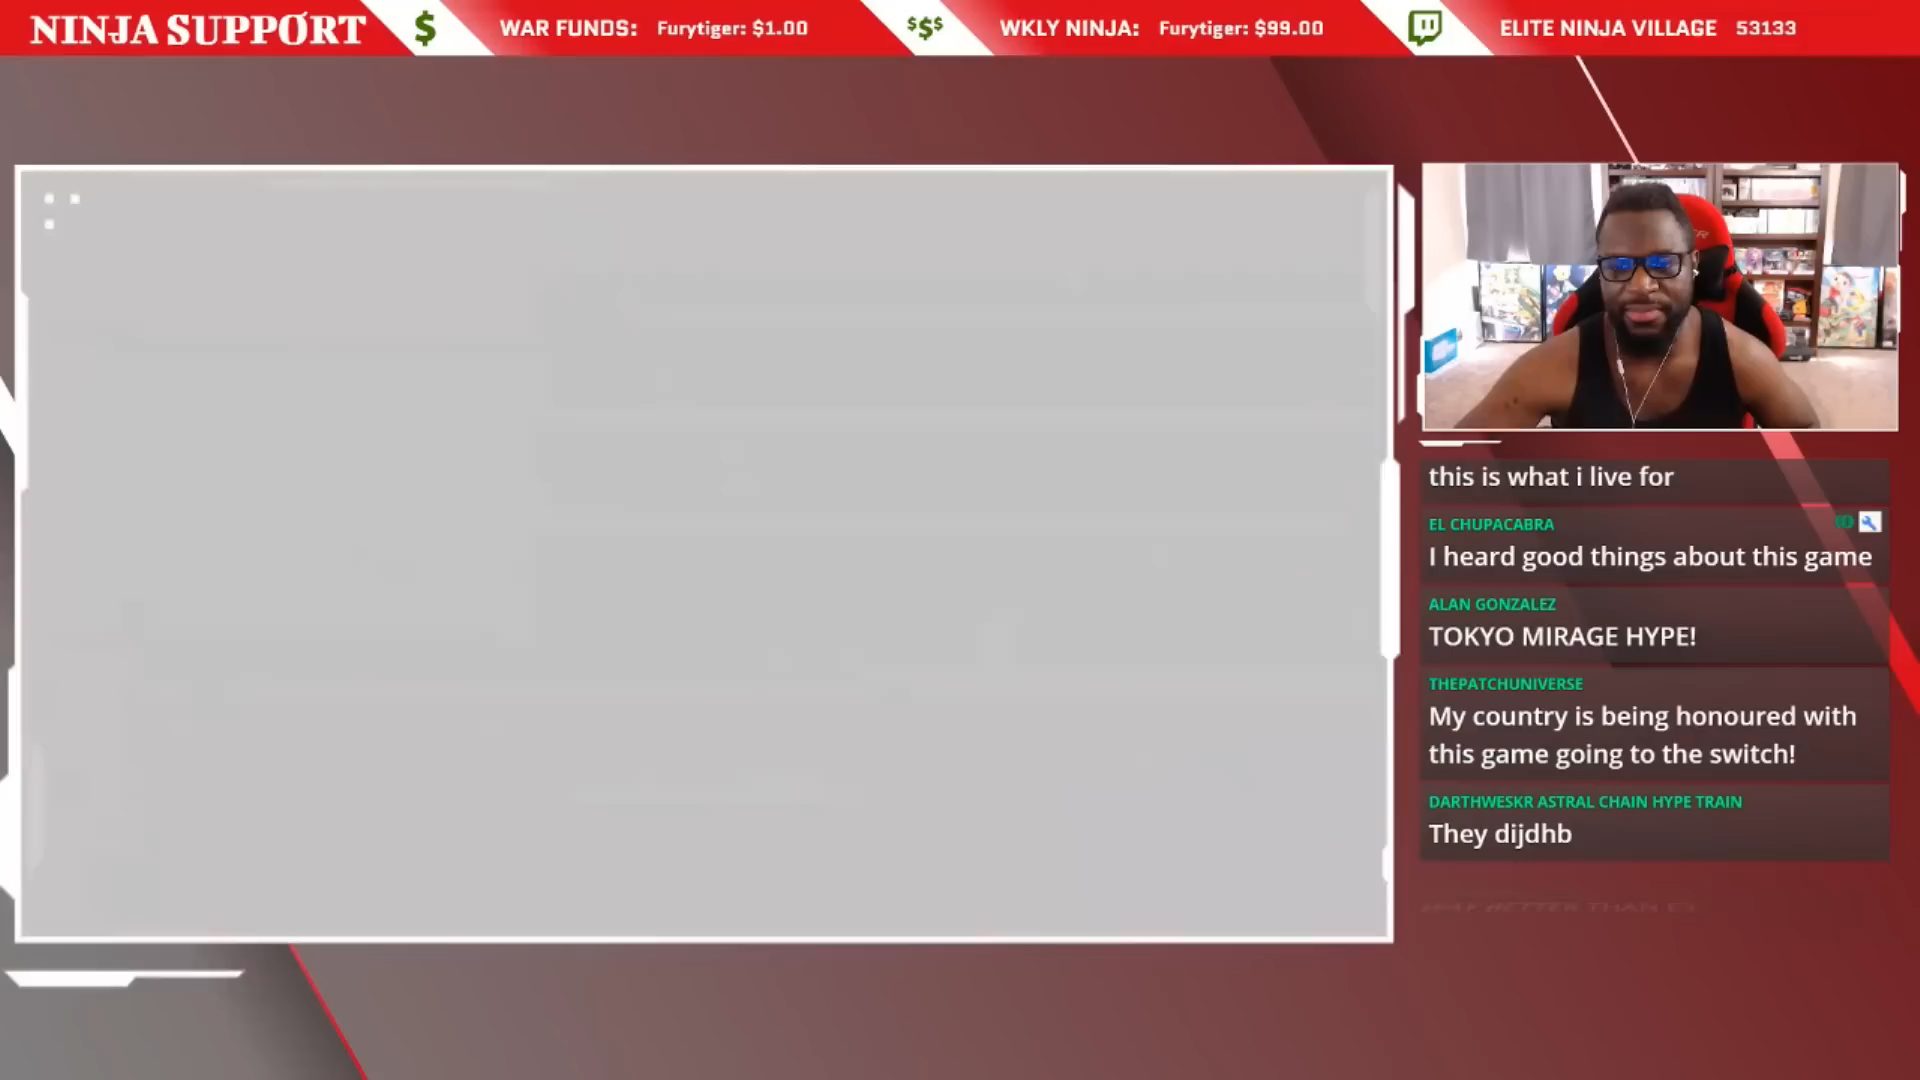 NINJA SUPPORT
$
WAR FUNDS: Furytiger: $1.00
$$$
WKLY NINJA: Furytiger: $99.00
ELITE NINJA VILLAGE 53133
this is what i live for
EL CHUPACABRA
I heard good things about this game
ALAN GONZALEZ
TOKYO MIRAGE HYPE!
THEPATCHUNIVERSE
My country is being honoured with
this game going to the switch!
DARTHWESKR ASTRAL CHAIN HYPE TRAIN
They dijdhb